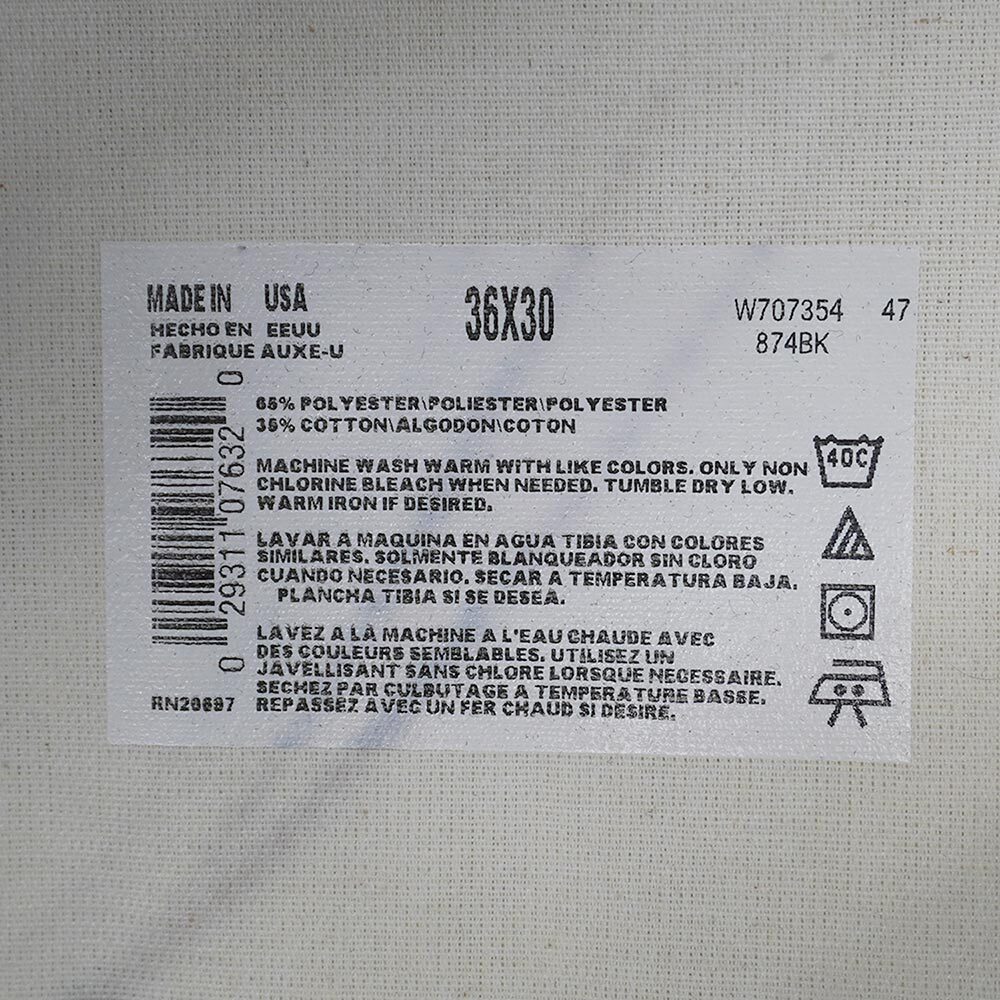 MADE IN USA
HECHO EN EEUU
FABRIQUE AUXE-U
36X30
W707354 47
874BK
65% POLYESTER\POLIESTER\POLYESTER
35% COTTON\ALGODON\COTON
MACHINE WASH WARM WITH LIKE COLORS. ONLY NON
CHLORINE BLEACH WHEN NEEDED. TUMBLE DRY LOW.
WARM IRON IF DESIRED.
LAVAR A MAQUINA EN AGUA TIBIA CON COLORES
SIMILARES. SOLMENTE BLANQUEADOR SIN CLORO
CUANDO NECESARIO. SECAR A TEMPERATURA BAJA.
PLANCHA TIBIA SI SE DESEA.
LAVEZ A LA MACHINE A L'EAU CHAUDE AVEC
DES COULEURS SEMBLABLES. UTILISEZ UN
JAVELLISANT SANS CHLORE LORSQUE NECESSAIRE.
SECHEZ PAR CULBUTAGE A TEMPERATURE BASSE.
REPASSEZ AVEC UN FER CHAUD SI DESIRE.
0 29311 07632 0
RN20697
40C